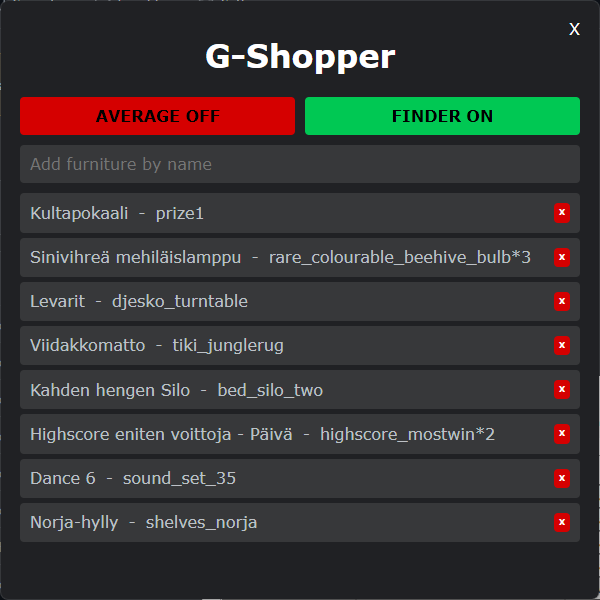 X
G-Shopper
AVERAGE OFF
FINDER ON
Add furniture by name
Kultapokaali - prize1 x
Sinivihreä mehiläislamppu - rare_colourable_beehive_bulb*3 x
Levarit - djesko_turntable x
Viidakkomatto - tiki_junglerug x
Kahden hengen Silo - bed_silo_two x
Highscore eniten voittoja - Päivä - highscore_mostwin*2 x
Dance 6 - sound_set_35 x
Norja-hylly - shelves_norja x